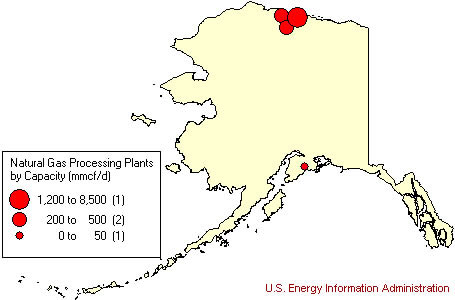 Natural Gas Processing Plants
by Capacity (mmcf/d)
1,200 to 8,500 (1)
200 to 500 (2)
0 to 50 (1)
U.S. Energy Information Administration